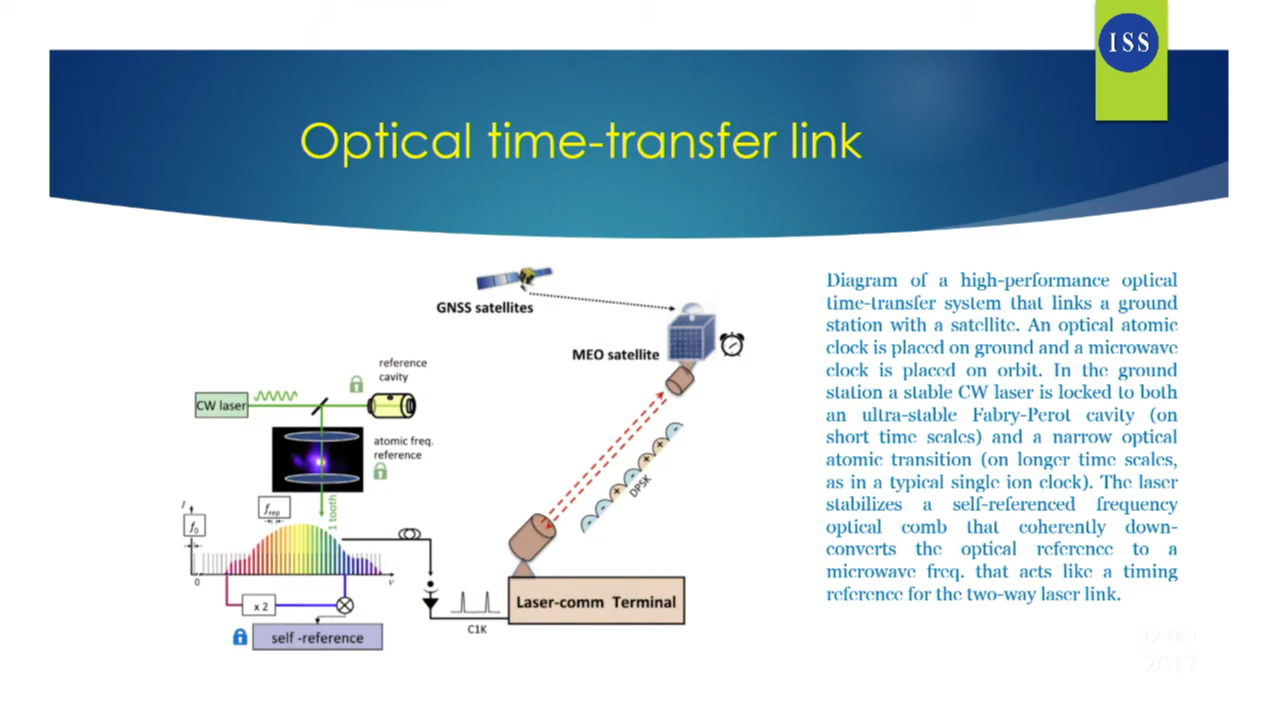 ISS
Optical time-transfer link
GNSS satellites
MEO satellite
reference
cavity
CW laser
atomic freq.
reference
1 tooth
I
frep
f0
0
ν
x 2
self -reference
C1K
DPSK
Laser-comm Terminal
Diagram of a high-performance optical
time-transfer system that links a ground
station with a satellite. An optical atomic
clock is placed on ground and a microwave
clock is placed on orbit. In the ground
station a stable CW laser is locked to both
an ultra-stable Fabry-Perot cavity (on
short time scales) and a narrow optical
atomic transition (on longer time scales,
as in a typical single ion clock). The laser
stabilizes a self-referenced frequency
optical comb that coherently down-
converts the optical reference to a
microwave freq. that acts like a timing
reference for the two-way laser link.
2017